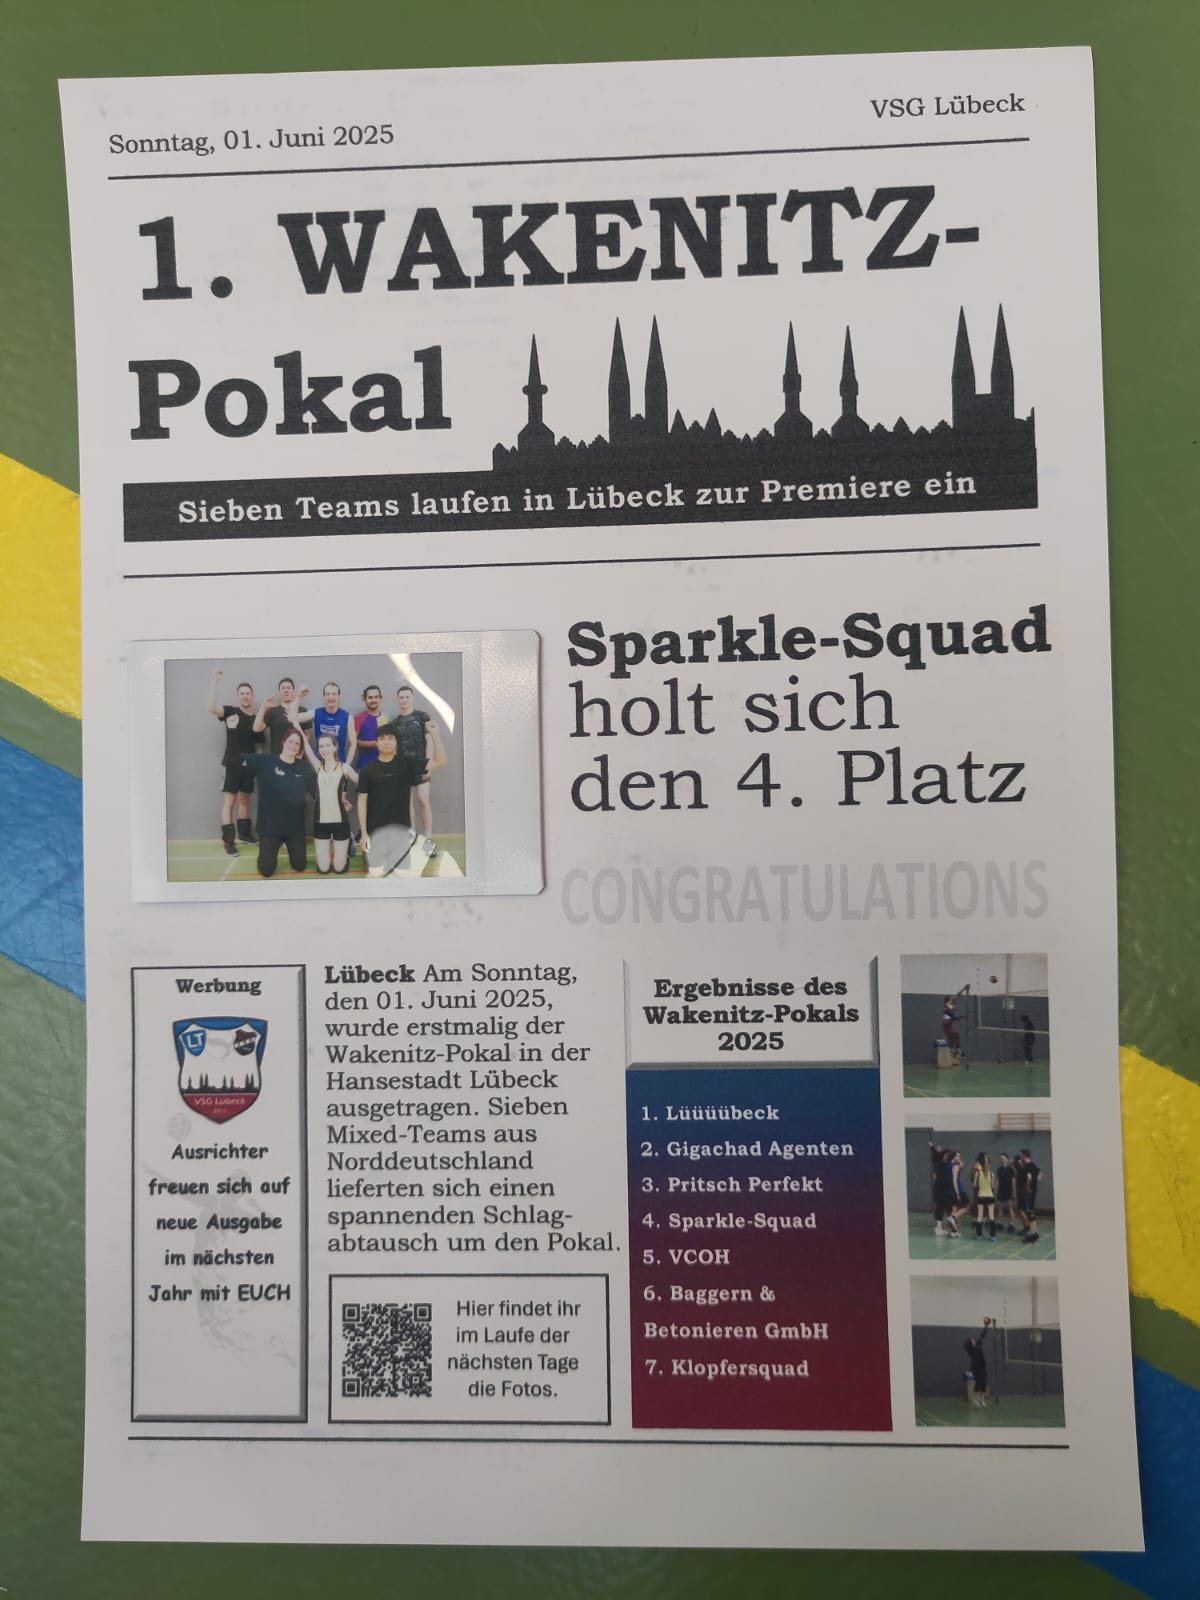 Sonntag, 01. Juni 2025
VSG Lübeck
1. WAKENITZ-
Pokal
Sieben Teams laufen in Lübeck zur Premiere ein
Sparkle-Squad
holt sich
den 4. Platz
CONGRATULATIONS
Werbung
LT
VSG Lübeck
Ausrichter
freuen sich auf
neue Ausgabe
im nächsten
Jahr mit EUCH
Lübeck Am Sonntag,
den 01. Juni 2025,
wurde erstmalig der
Wakenitz-Pokal in der
Hansestadt Lübeck
ausgetragen. Sieben
Mixed-Teams aus
Norddeutschland
lieferten sich einen
spannenden Schlag-
abtausch um den Pokal.
Hier findet ihr
im Laufe der
nächsten Tage
die Fotos.
Ergebnisse des
Wakenitz-Pokals
2025
1. Lüüüübeck
2. Gigachad Agenten
3. Pritsch Perfekt
4. Sparkle-Squad
5. VCOH
6. Baggern &
Betonieren GmbH
7. Klopfersquad